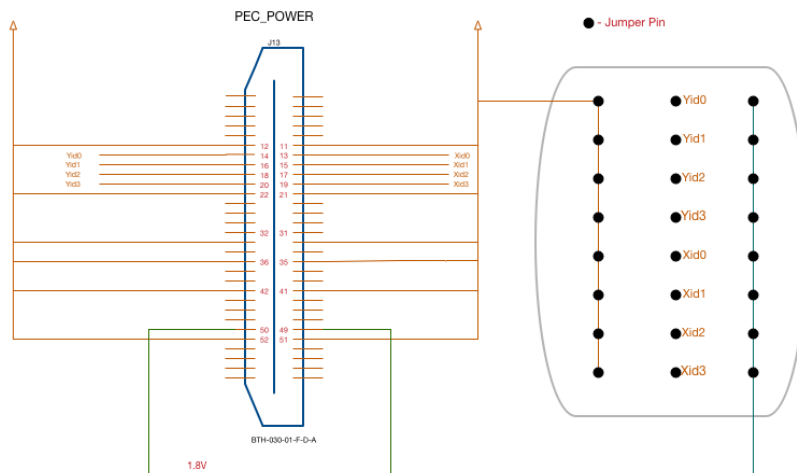 PEC_POWER
- Jumper Pin
J13
12 11
Yid0 14 13 Xid0
Yid1 16 15 Xid1
Yid2 18 17 Xid2
Yid3 20 19 Xid3
22 21
32 31
36 35
42 41
50 49
52 51
BTH-030-01-F-D-A
1.8V
Yid0
Yid1
Yid2
Yid3
Xid0
Xid1
Xid2
Xid3